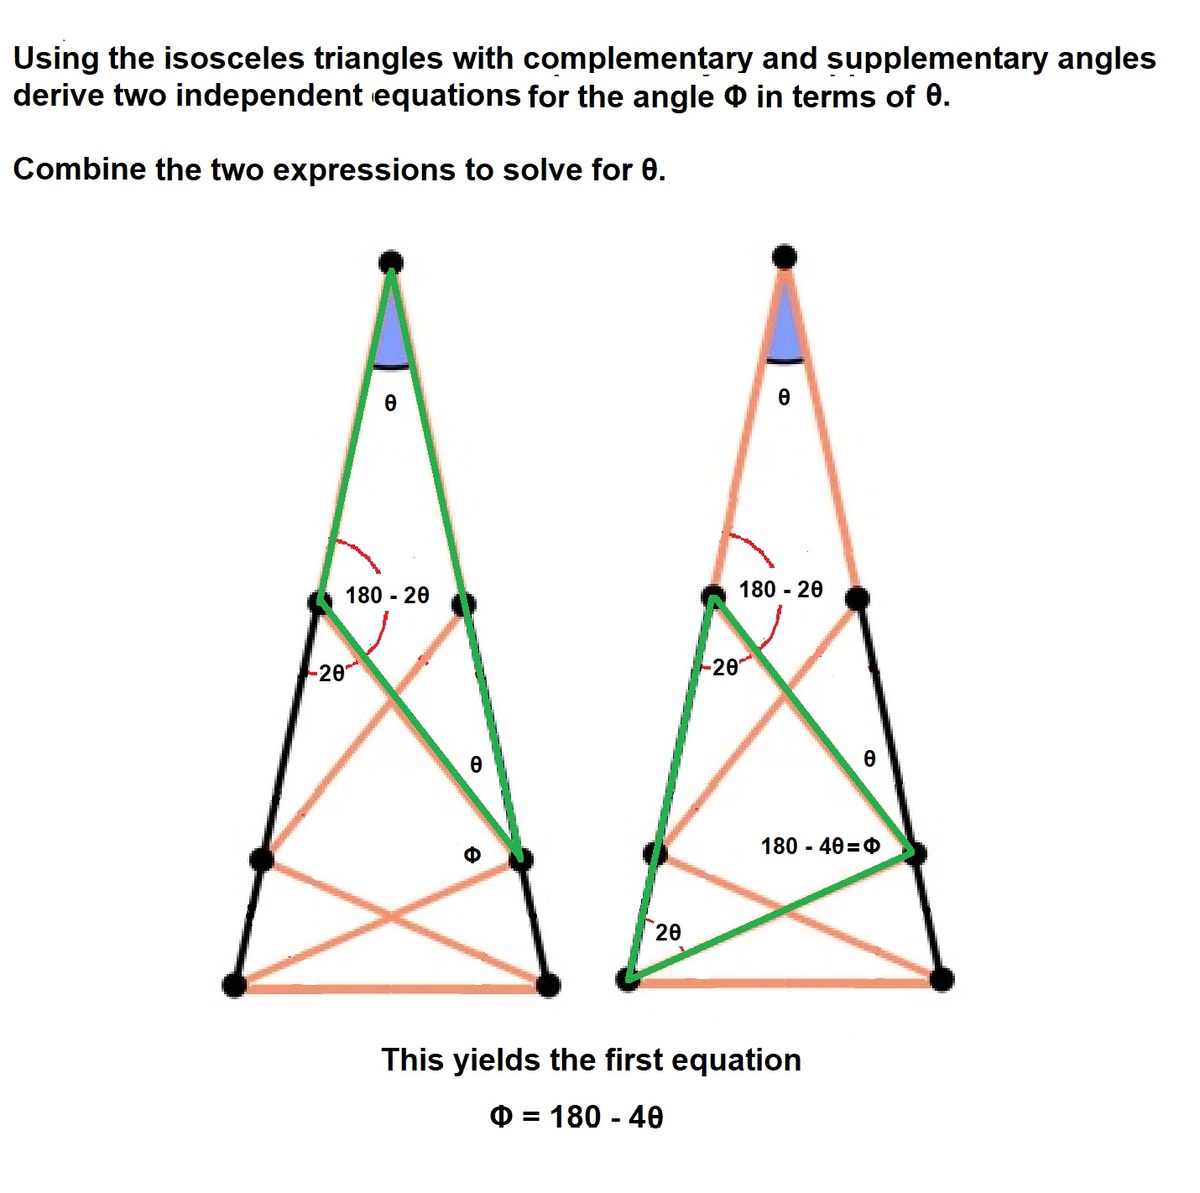 Using the isosceles triangles with complementary and supplementary angles
derive two independent equations for the angle Φ in terms of θ.
Combine the two expressions to solve for θ.
θ
θ
180 - 2θ
180 - 2θ
2θ
2θ
θ
θ
Φ
180 - 4θ=Φ
2θ
This yields the first equation
Φ = 180 - 4θ